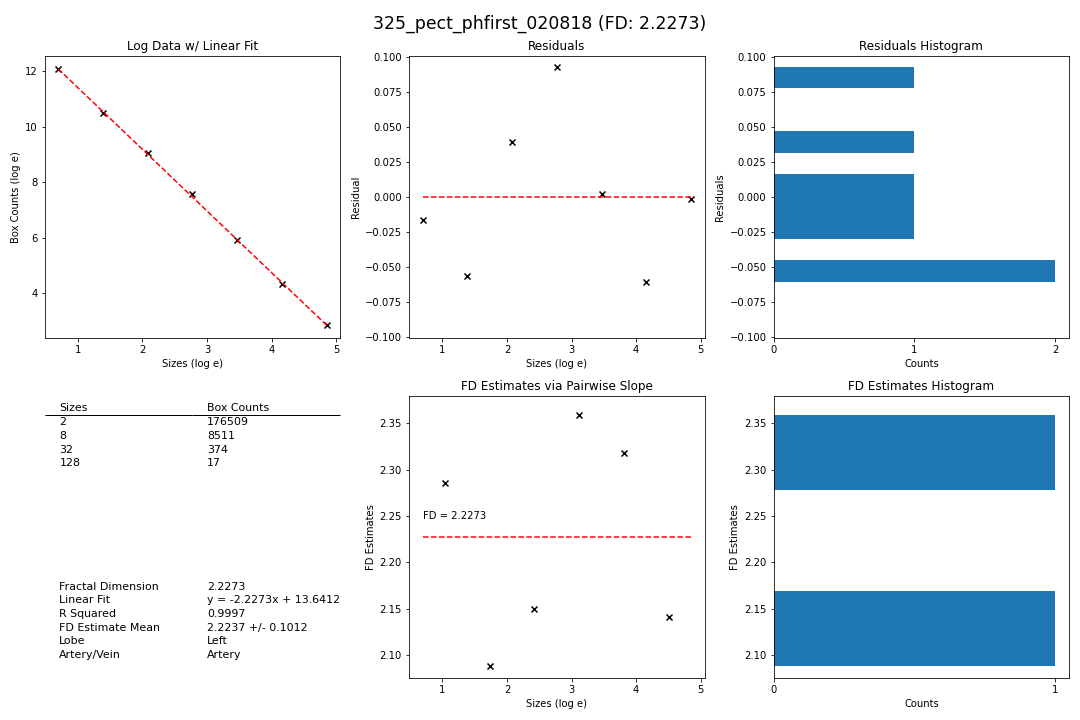 325_pect_phfirst_020818 (FD: 2.2273)
Log Data w/ Linear Fit
12
10
8
6
4
1 2 3 4 5
Box Counts (log e)
Sizes (log e)
Residuals
0.100
0.075
0.050
0.025
0.000
−0.025
−0.050
−0.075
−0.100
1 2 3 4 5
Residual
Sizes (log e)
Residuals Histogram
0.100
0.075
0.050
0.025
0.000
−0.025
−0.050
−0.075
−0.100
0 1 2
Residuals
Counts
Sizes Box Counts
2 176509
8 8511
32 374
128 17
Fractal Dimension 2.2273
Linear Fit y = -2.2273x + 13.6412
R Squared 0.9997
FD Estimate Mean 2.2237 +/- 0.1012
Lobe Left
Artery/Vein Artery
FD Estimates via Pairwise Slope
2.35
2.30
2.25
2.20
2.15
2.10
FD = 2.2273
1 2 3 4 5
FD Estimates
Sizes (log e)
FD Estimates Histogram
2.35
2.30
2.25
2.20
2.15
2.10
0 1
FD Estimates
Counts